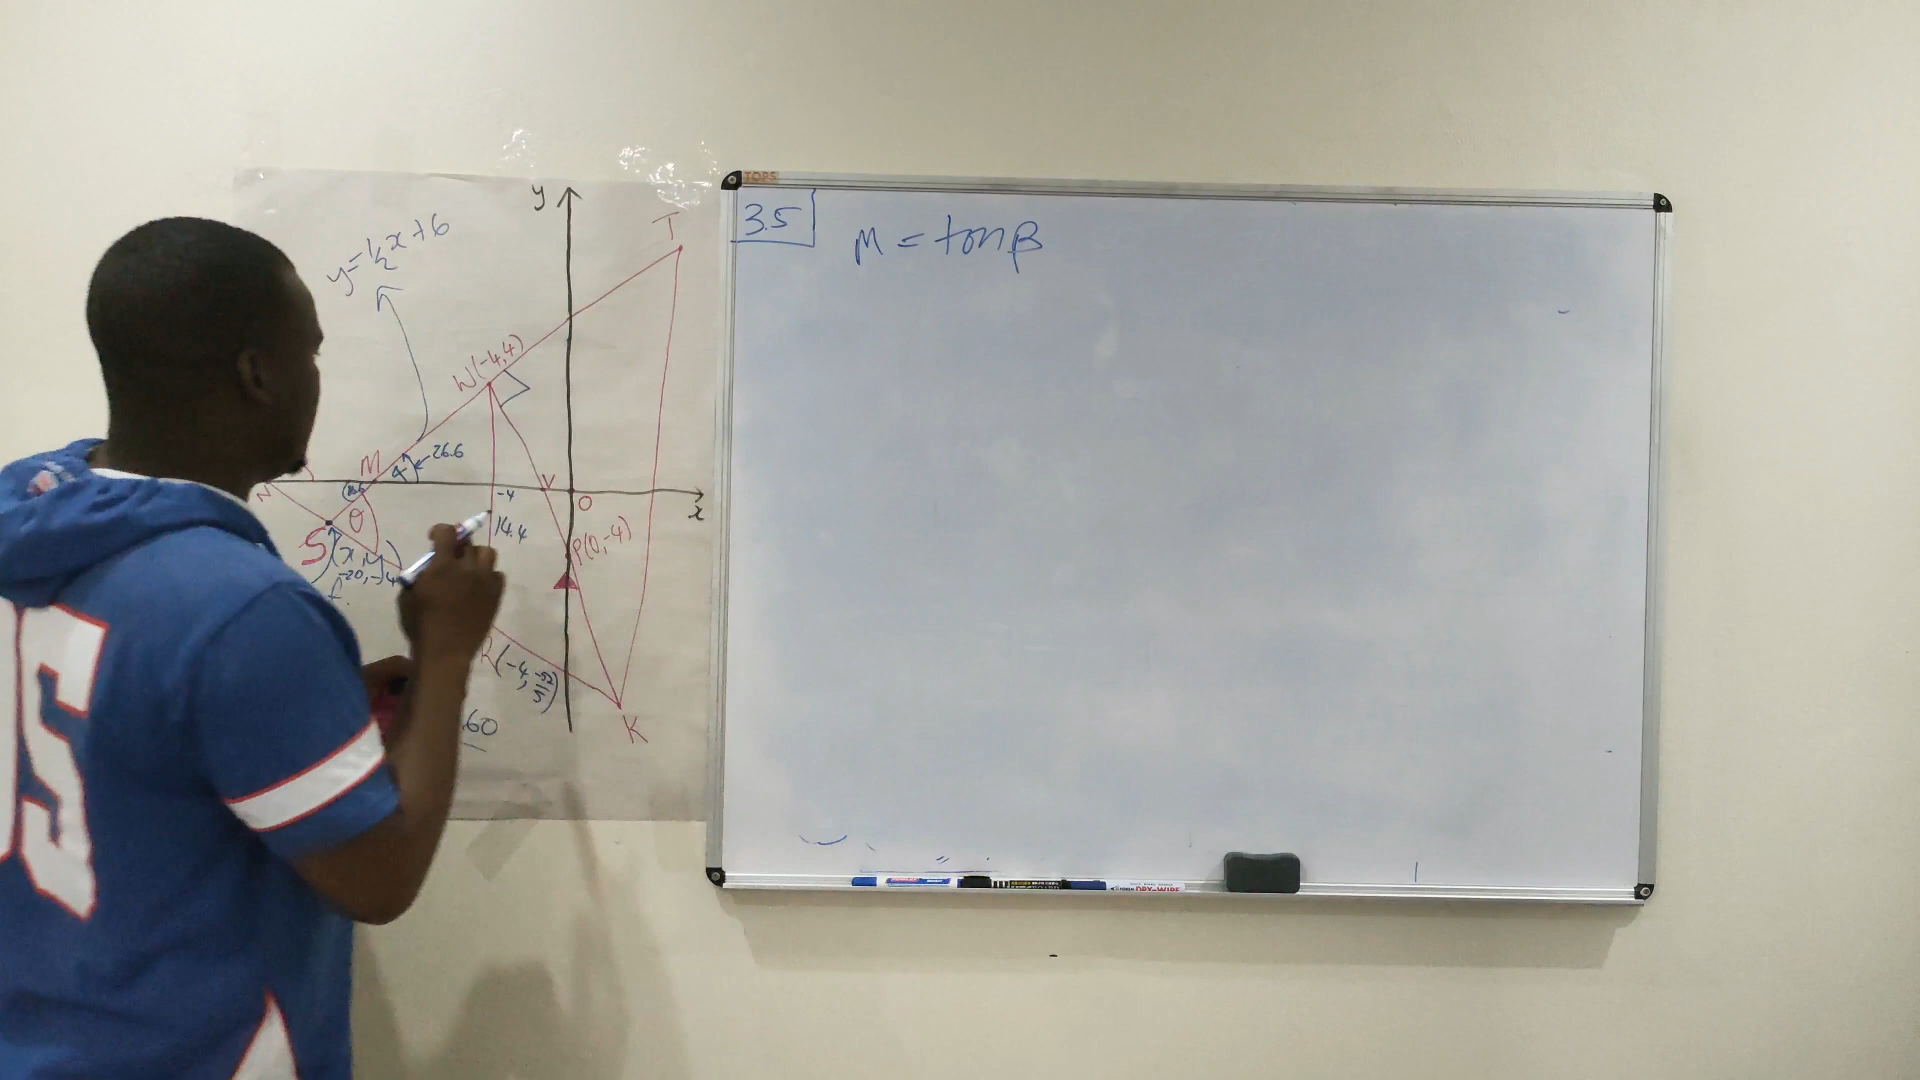 y
T
y=½x+6
W(-4,4)
M
26.6
N
V
O
x
-4
14.4
θ
S(x,y)
-20,-4
P(0,-4)
R(-4,-52/5)
60
K
TOPS
3.5
M = tanβ